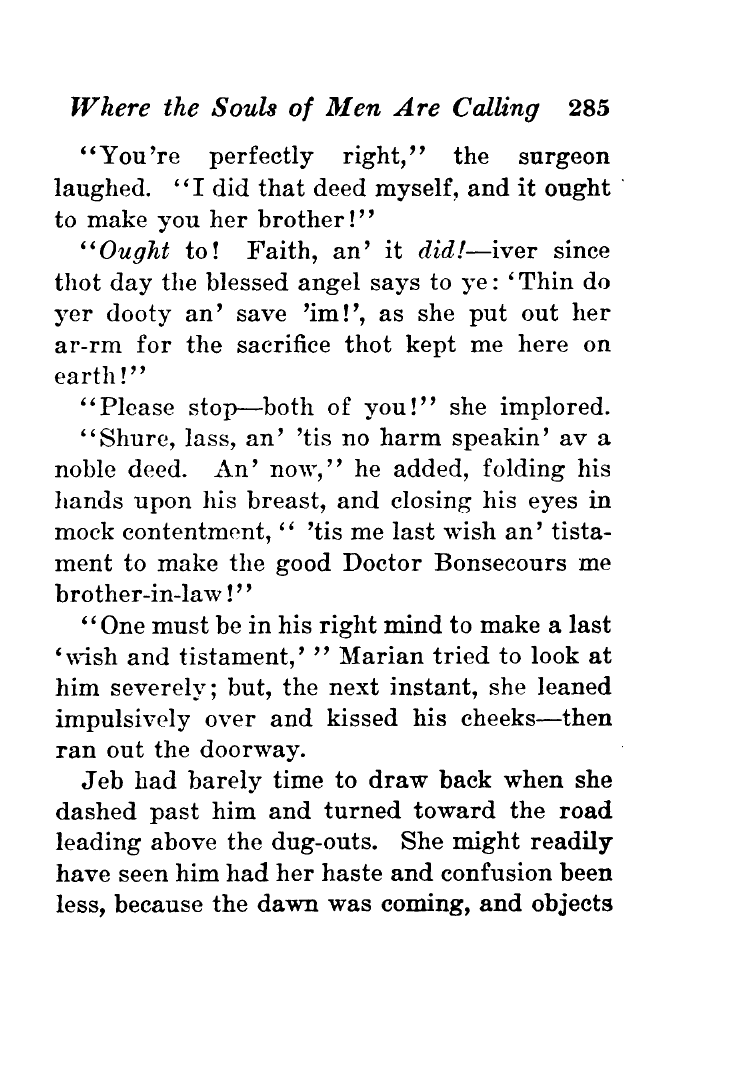 Where the Souls of Men Are Calling 285
“You’re perfectly right,” the surgeon
laughed. “I did that deed myself, and it ought
to make you her brother!”
“Ought to! Faith, an’ it did!—iver since
thot day the blessed angel says to ye: ‘Thin do
yer dooty an’ save ’im!’, as she put out her
ar-rm for the sacrifice thot kept me here on
earth!”
“Please stop—both of you!” she implored.
“Shure, lass, an’ ’tis no harm speakin’ av a
noble deed. An’ now,” he added, folding his
hands upon his breast, and closing his eyes in
mock contentment, “ ’tis me last wish an’ tista-
ment to make the good Doctor Bonsecours me
brother-in-law!”
“One must be in his right mind to make a last
‘wish and tistament,’ ” Marian tried to look at
him severely; but, the next instant, she leaned
impulsively over and kissed his cheeks—then
ran out the doorway.
Jeb had barely time to draw back when she
dashed past him and turned toward the road
leading above the dug-outs. She might readily
have seen him had her haste and confusion been
less, because the dawn was coming, and objects